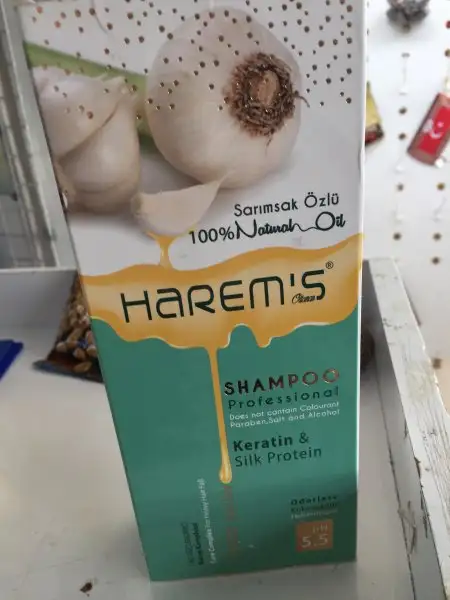 Sarımsak Özlü
100% Natural Oil
HAREM'S®
SHAMPOO
Professional
Does not contain Colourant
Paraben,Salt and Alcohol
Keratin &
Silk Protein
Odorless
5.5